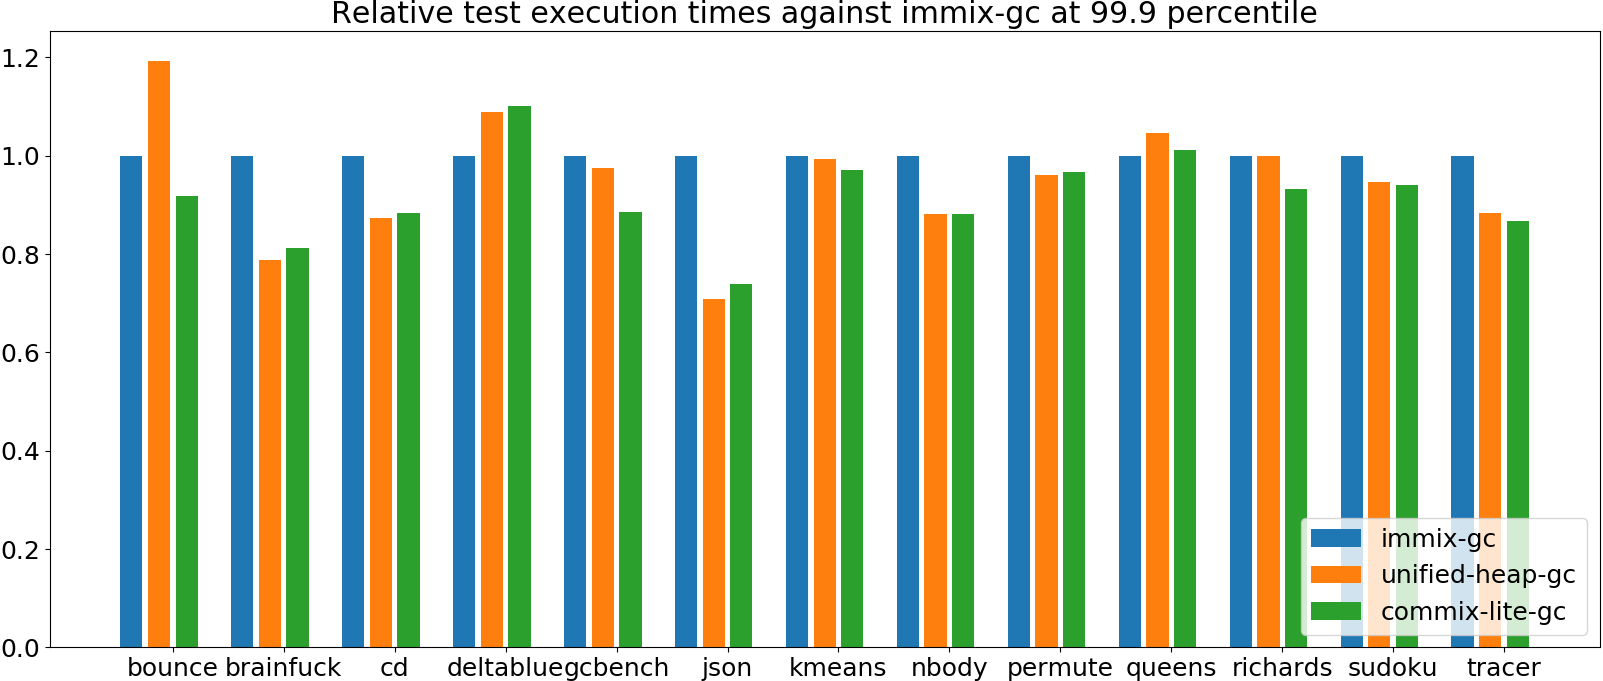 Relative test execution times against immix-gc at 99.9 percentile
1.2
1.0
0.8
0.6
0.4
0.2
0.0
bounce brainfuck cd deltablue gcbench json kmeans nbody permute queens richards sudoku tracer
immix-gc
unified-heap-gc
commix-lite-gc